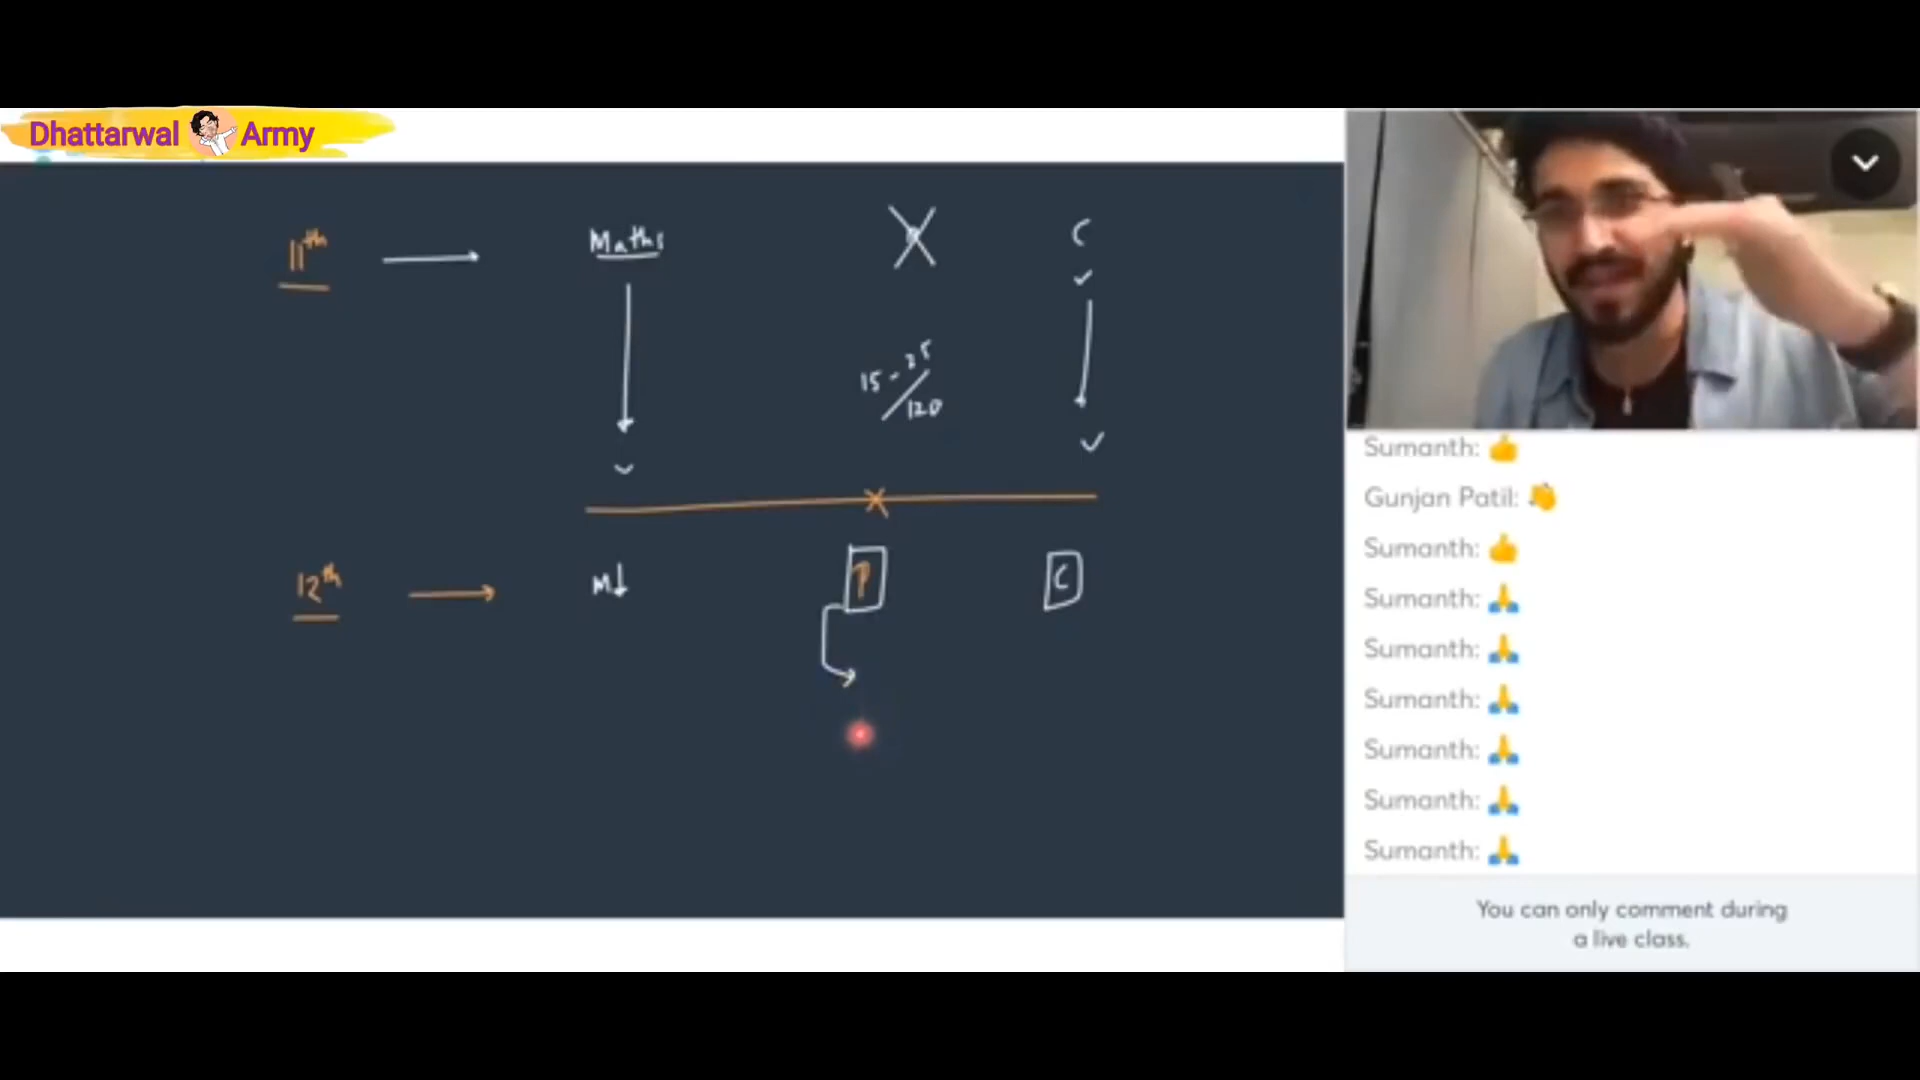 Dhattarwal Army
11th → Maths C
15 - 25/120
12th → M↓ P C
Sumanth: 👍
Gunjan Patil: 👏
Sumanth: 👍
Sumanth: 🙏
Sumanth: 🙏
Sumanth: 🙏
Sumanth: 🙏
Sumanth: 🙏
Sumanth: 🙏
You can only comment during
a live class.